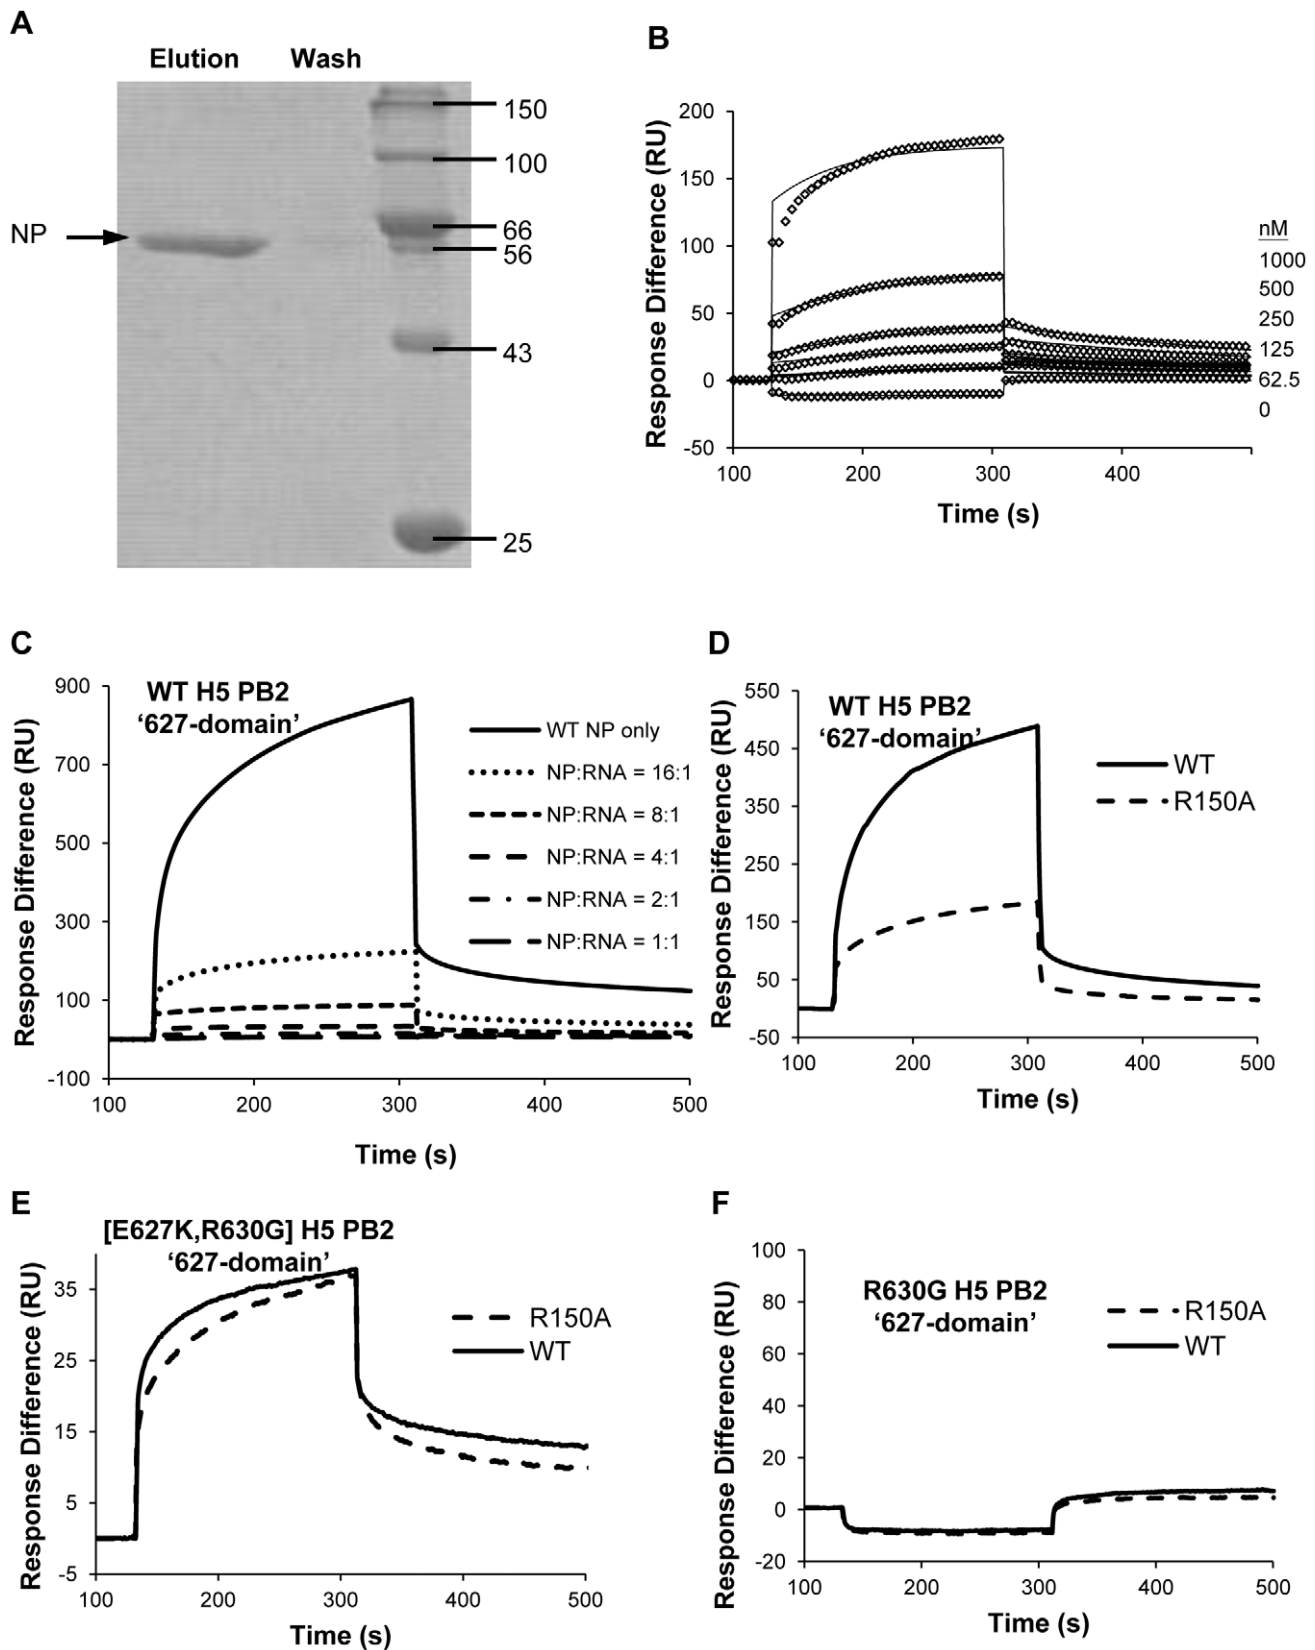 A
Elution Wash
NP
150
100
66
56
43
25
B
Response Difference (RU)
200
150
100
50
0
-50
100 200 300 400
Time (s)
nM
1000
500
250
125
62.5
0
C
WT H5 PB2
‘627-domain’
Response Difference (RU)
900
700
500
300
100
-100
100 200 300 400 500
Time (s)
WT NP only
NP:RNA = 16:1
NP:RNA = 8:1
NP:RNA = 4:1
NP:RNA = 2:1
NP:RNA = 1:1
D
WT H5 PB2
‘627-domain’
Response Difference (RU)
550
450
350
250
150
50
-50
100 200 300 400 500
Time (s)
WT
R150A
E
[E627K,R630G] H5 PB2
‘627-domain’
Response Difference (RU)
35
25
15
5
-5
100 200 300 400 500
Time (s)
R150A
WT
F
R630G H5 PB2
‘627-domain’
Response Difference (RU)
100
80
60
40
20
0
-20
100 200 300 400 500
Time (s)
R150A
WT